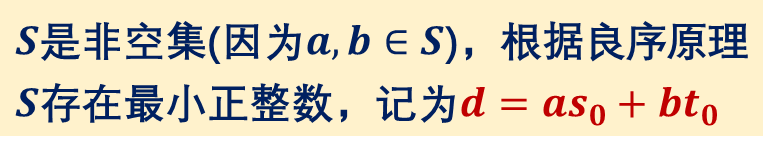 S是非空集(因为a, b ∈ S)，根据良序原理
S存在最小正整数，记为d = as₀ + bt₀